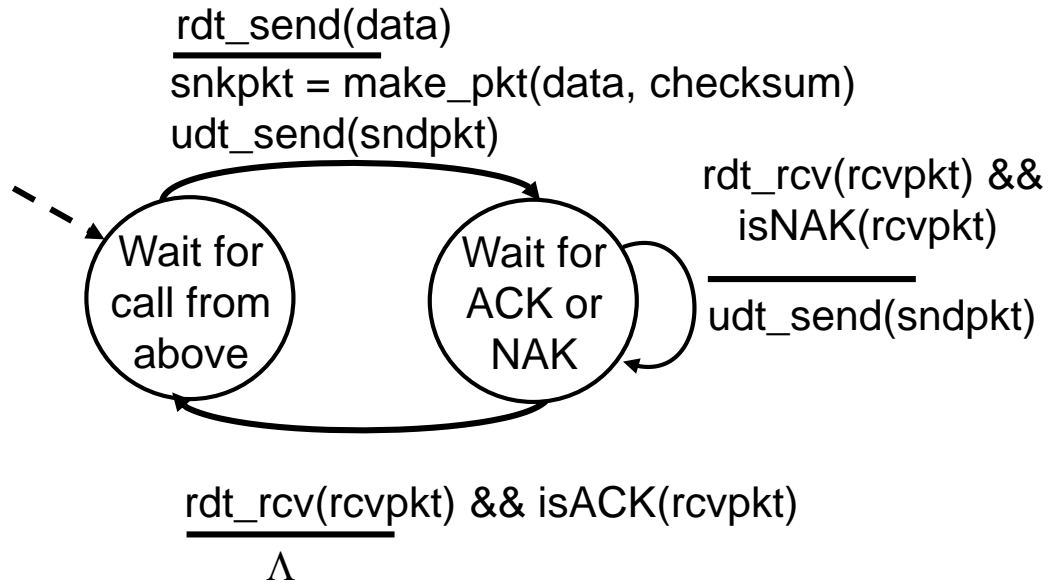 rdt_send(data)
snkpkt = make_pkt(data, checksum)
udt_send(sndpkt)
rdt_rcv(rcvpkt) &&
isNAK(rcvpkt)
udt_send(sndpkt)
Wait for
call from
above
Wait for
ACK or
NAK
rdt_rcv(rcvpkt) && isACK(rcvpkt)
Λ